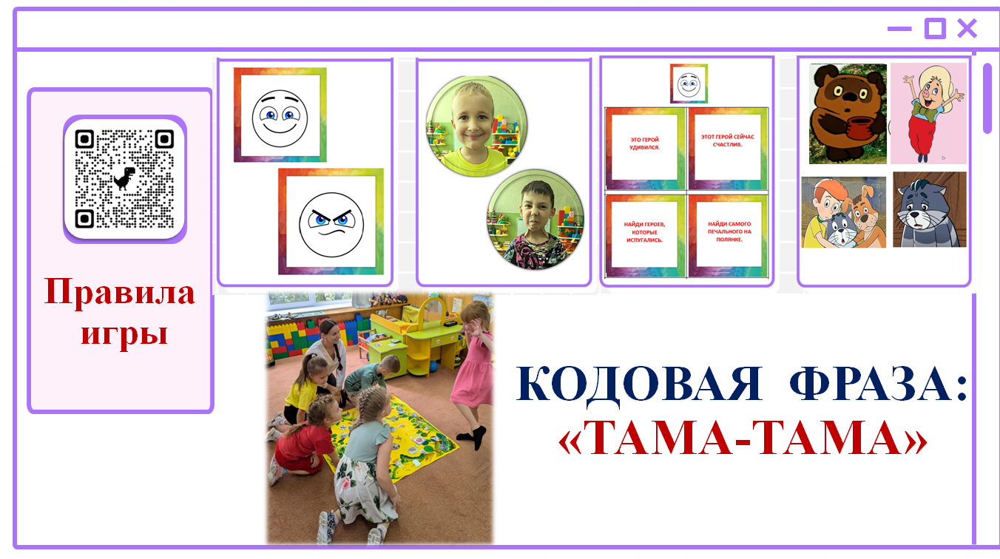 Правила
игры
ЭТО ГЕРОЙ
УДИВИЛСЯ.
ЭТОТ ГЕРОЙ СЕЙЧАС
СЧАСТЛИВ.
НАЙДИ ГЕРОЕВ,
КОТОРЫЕ
ИСПУГАЛИСЬ.
НАЙДИ САМОГО
ПЕЧАЛЬНОГО НА
ПОЛЯНКЕ.
КОДОВАЯ ФРАЗА:
«ТАМА-ТАМА»